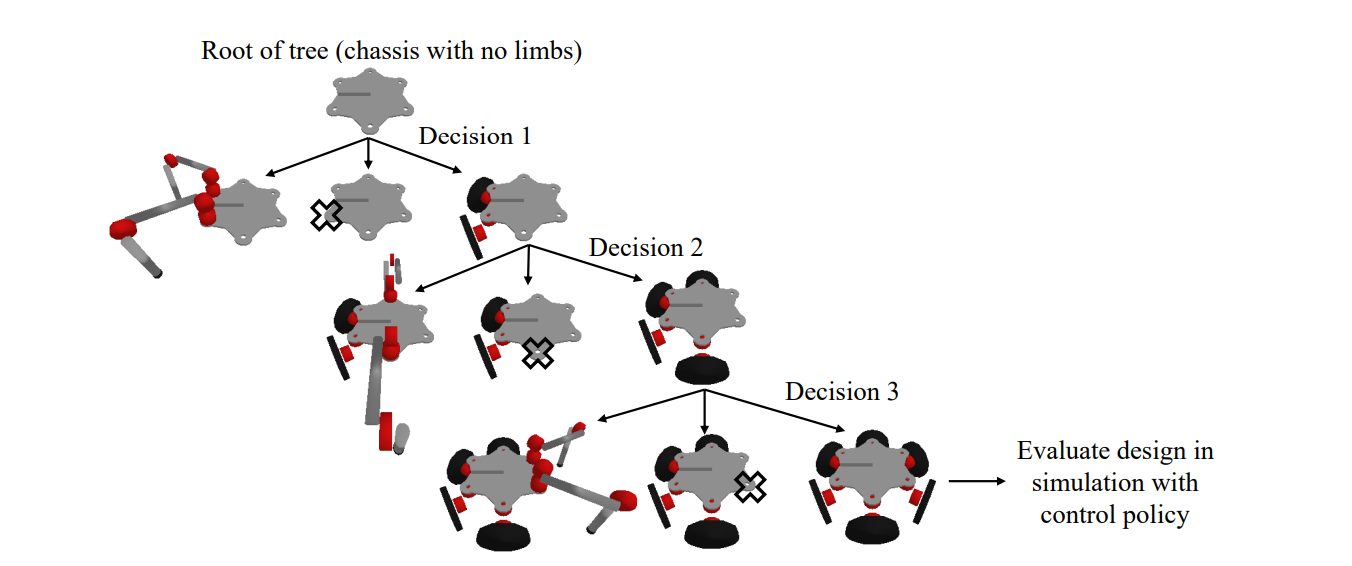 Root of tree (chassis with no limbs)
Decision 1
Decision 2
Decision 3
Evaluate design in
simulation with
control policy